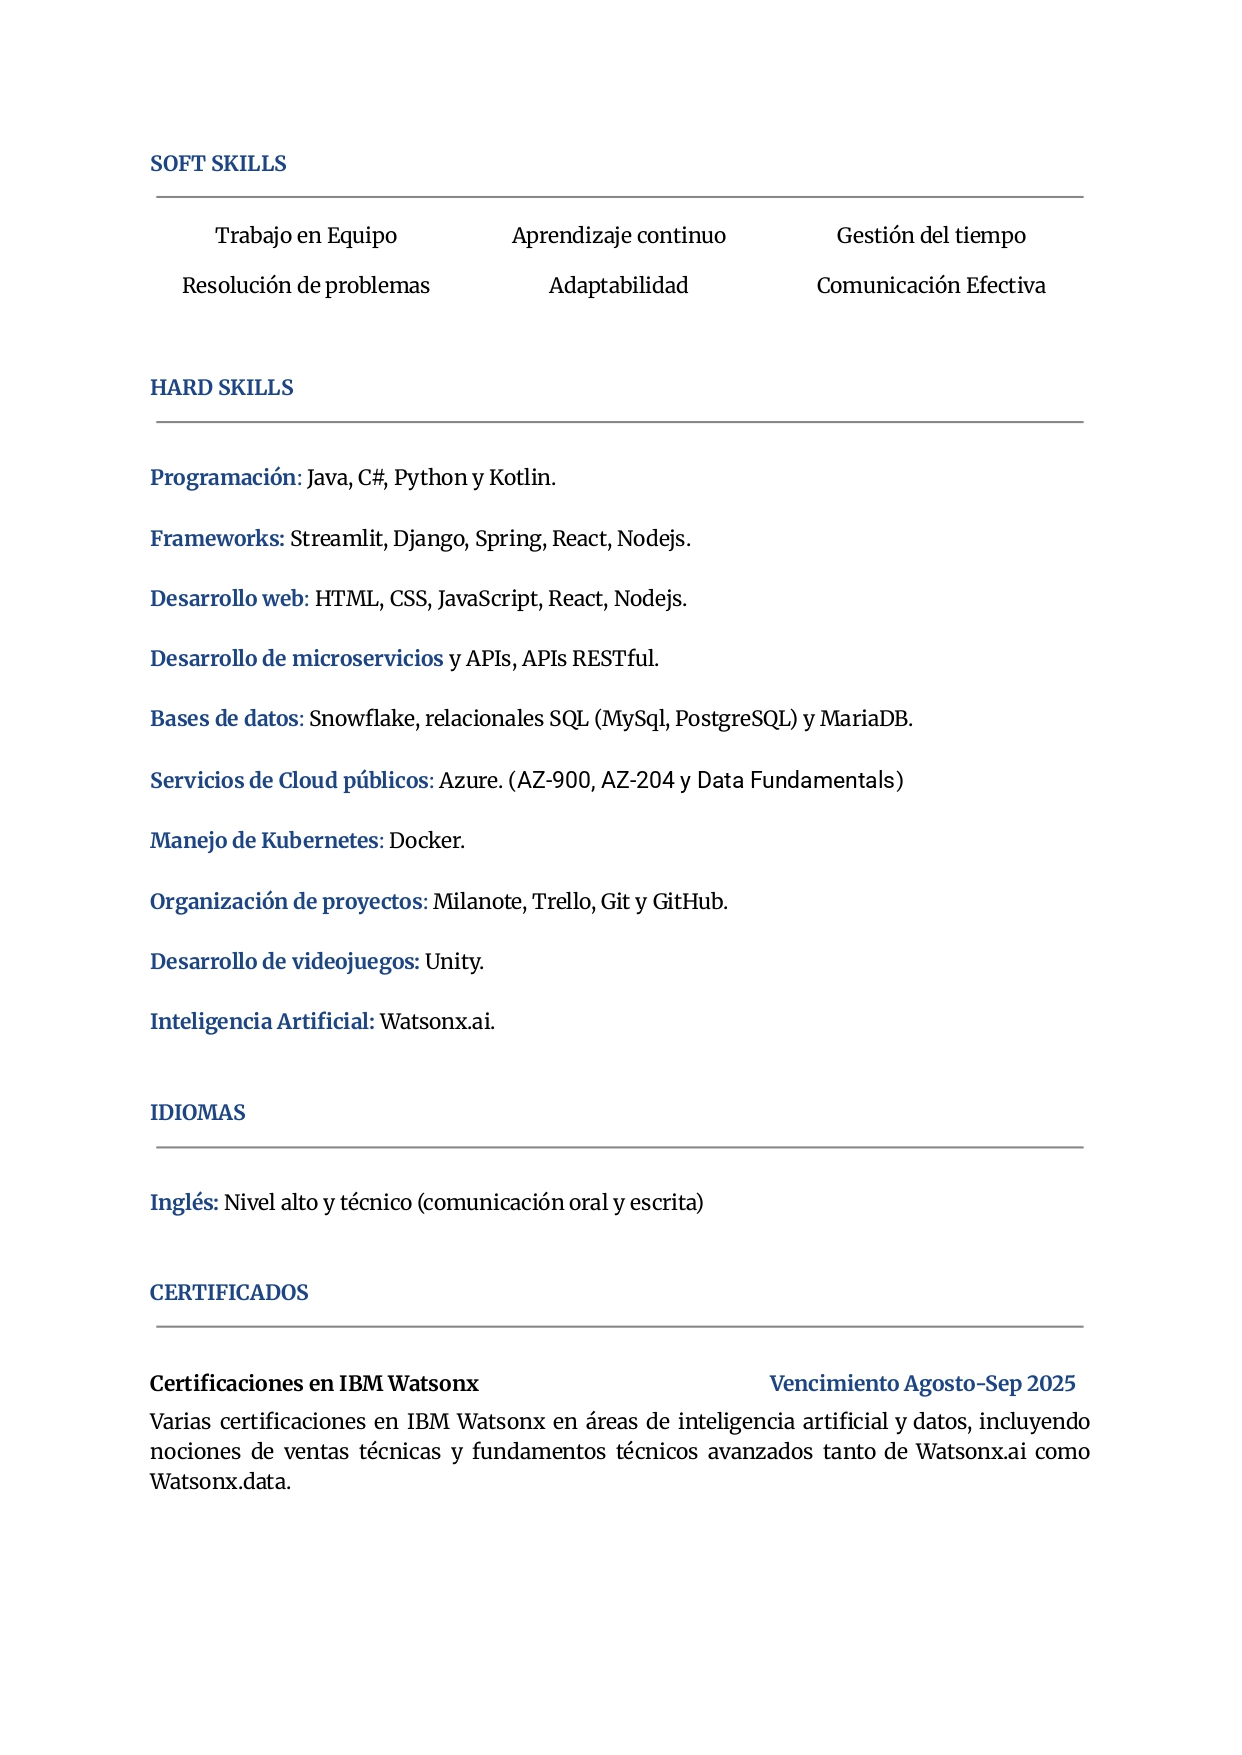 SOFT SKILLS
Trabajo en Equipo Aprendizaje continuo Gestión del tiempo
Resolución de problemas Adaptabilidad Comunicación Efectiva
HARD SKILLS
Programación: Java, C#, Python y Kotlin.
Frameworks: Streamlit, Django, Spring, React, Nodejs.
Desarrollo web: HTML, CSS, JavaScript, React, Nodejs.
Desarrollo de microservicios y APIs, APIs RESTful.
Bases de datos: Snowflake, relacionales SQL (MySql, PostgreSQL) y MariaDB.
Servicios de Cloud públicos: Azure. (AZ-900, AZ-204 y Data Fundamentals)
Manejo de Kubernetes: Docker.
Organización de proyectos: Milanote, Trello, Git y GitHub.
Desarrollo de videojuegos: Unity.
Inteligencia Artificial: Watsonx.ai.
IDIOMAS
Inglés: Nivel alto y técnico (comunicación oral y escrita)
CERTIFICADOS
Certificaciones en IBM Watsonx Vencimiento Agosto-Sep 2025
Varias certificaciones en IBM Watsonx en áreas de inteligencia artificial y datos, incluyendo
nociones de ventas técnicas y fundamentos técnicos avanzados tanto de Watsonx.ai como
Watsonx.data.